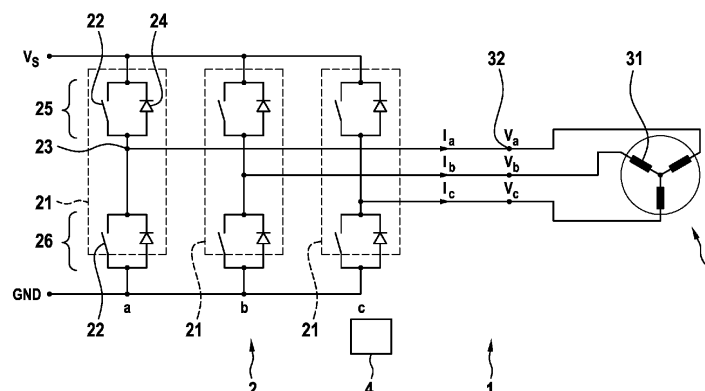 22 24
V_S
25
32 31
23 I_a V_a
I_b V_b
21 I_c V_c
26
GND a b c
22 21 21
2 4 1